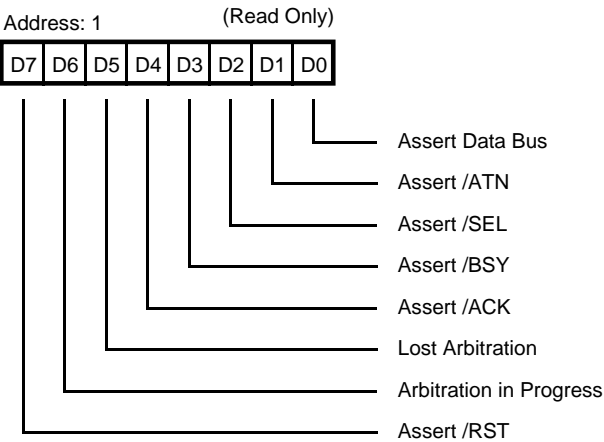 Address: 1 (Read Only)
D7 D6 D5 D4 D3 D2 D1 D0
Assert Data Bus
Assert /ATN
Assert /SEL
Assert /BSY
Assert /ACK
Lost Arbitration
Arbitration in Progress
Assert /RST